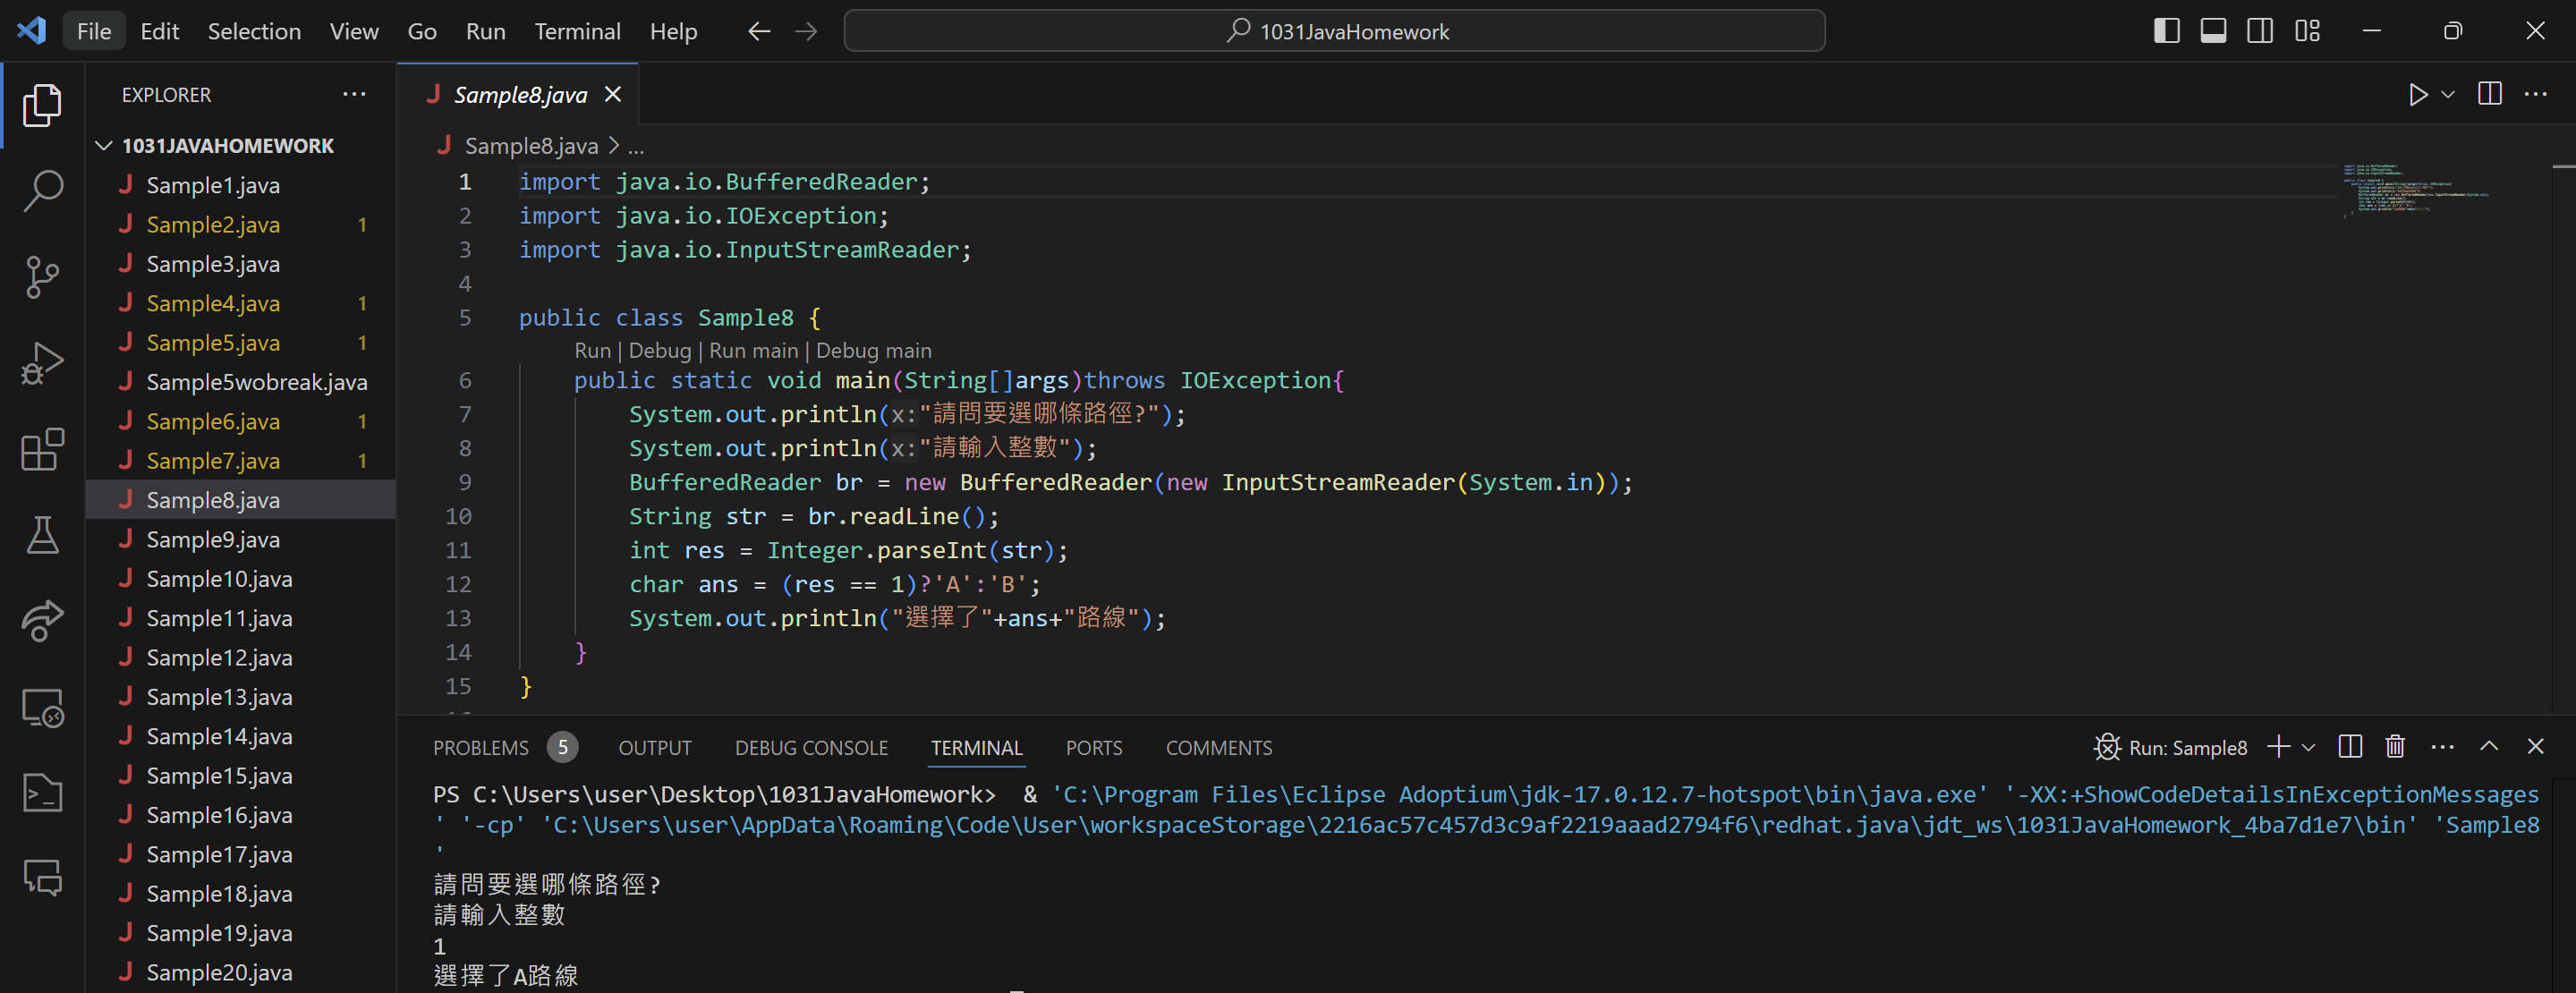 File Edit Selection View Go Run Terminal Help
1031JavaHomework
EXPLORER
1031JAVAHOMEWORK
Sample1.java
Sample2.java 1
Sample3.java
Sample4.java 1
Sample5.java 1
Sample5wobreak.java
Sample6.java 1
Sample7.java 1
Sample8.java
Sample9.java
Sample10.java
Sample11.java
Sample12.java
Sample13.java
Sample14.java
Sample15.java
Sample16.java
Sample17.java
Sample18.java
Sample19.java
Sample20.java
Sample8.java
Sample8.java > ...
1 import java.io.BufferedReader;
2 import java.io.IOException;
3 import java.io.InputStreamReader;
4
5 public class Sample8 {
Run | Debug | Run main | Debug main
6 public static void main(String[]args)throws IOException{
7 System.out.println(x:"請問要選哪條路徑?");
8 System.out.println(x:"請輸入整數");
9 BufferedReader br = new BufferedReader(new InputStreamReader(System.in));
10 String str = br.readLine();
11 int res = Integer.parseInt(str);
12 char ans = (res == 1)?'A':'B';
13 System.out.println("選擇了"+ans+"路線");
14 }
15 }
PROBLEMS 5 OUTPUT DEBUG CONSOLE TERMINAL PORTS COMMENTS
Run: Sample8
PS C:\Users\user\Desktop\1031JavaHomework>  & 'C:\Program Files\Eclipse Adoptium\jdk-17.0.12.7-hotspot\bin\java.exe' '-XX:+ShowCodeDetailsInExceptionMessages
' '-cp' 'C:\Users\user\AppData\Roaming\Code\User\workspaceStorage\2216ac57c457d3c9af2219aaad2794f6\redhat.java\jdt_ws\1031JavaHomework_4ba7d1e7\bin' 'Sample8
'
請問要選哪條路徑?
請輸入整數
1
選擇了A路線